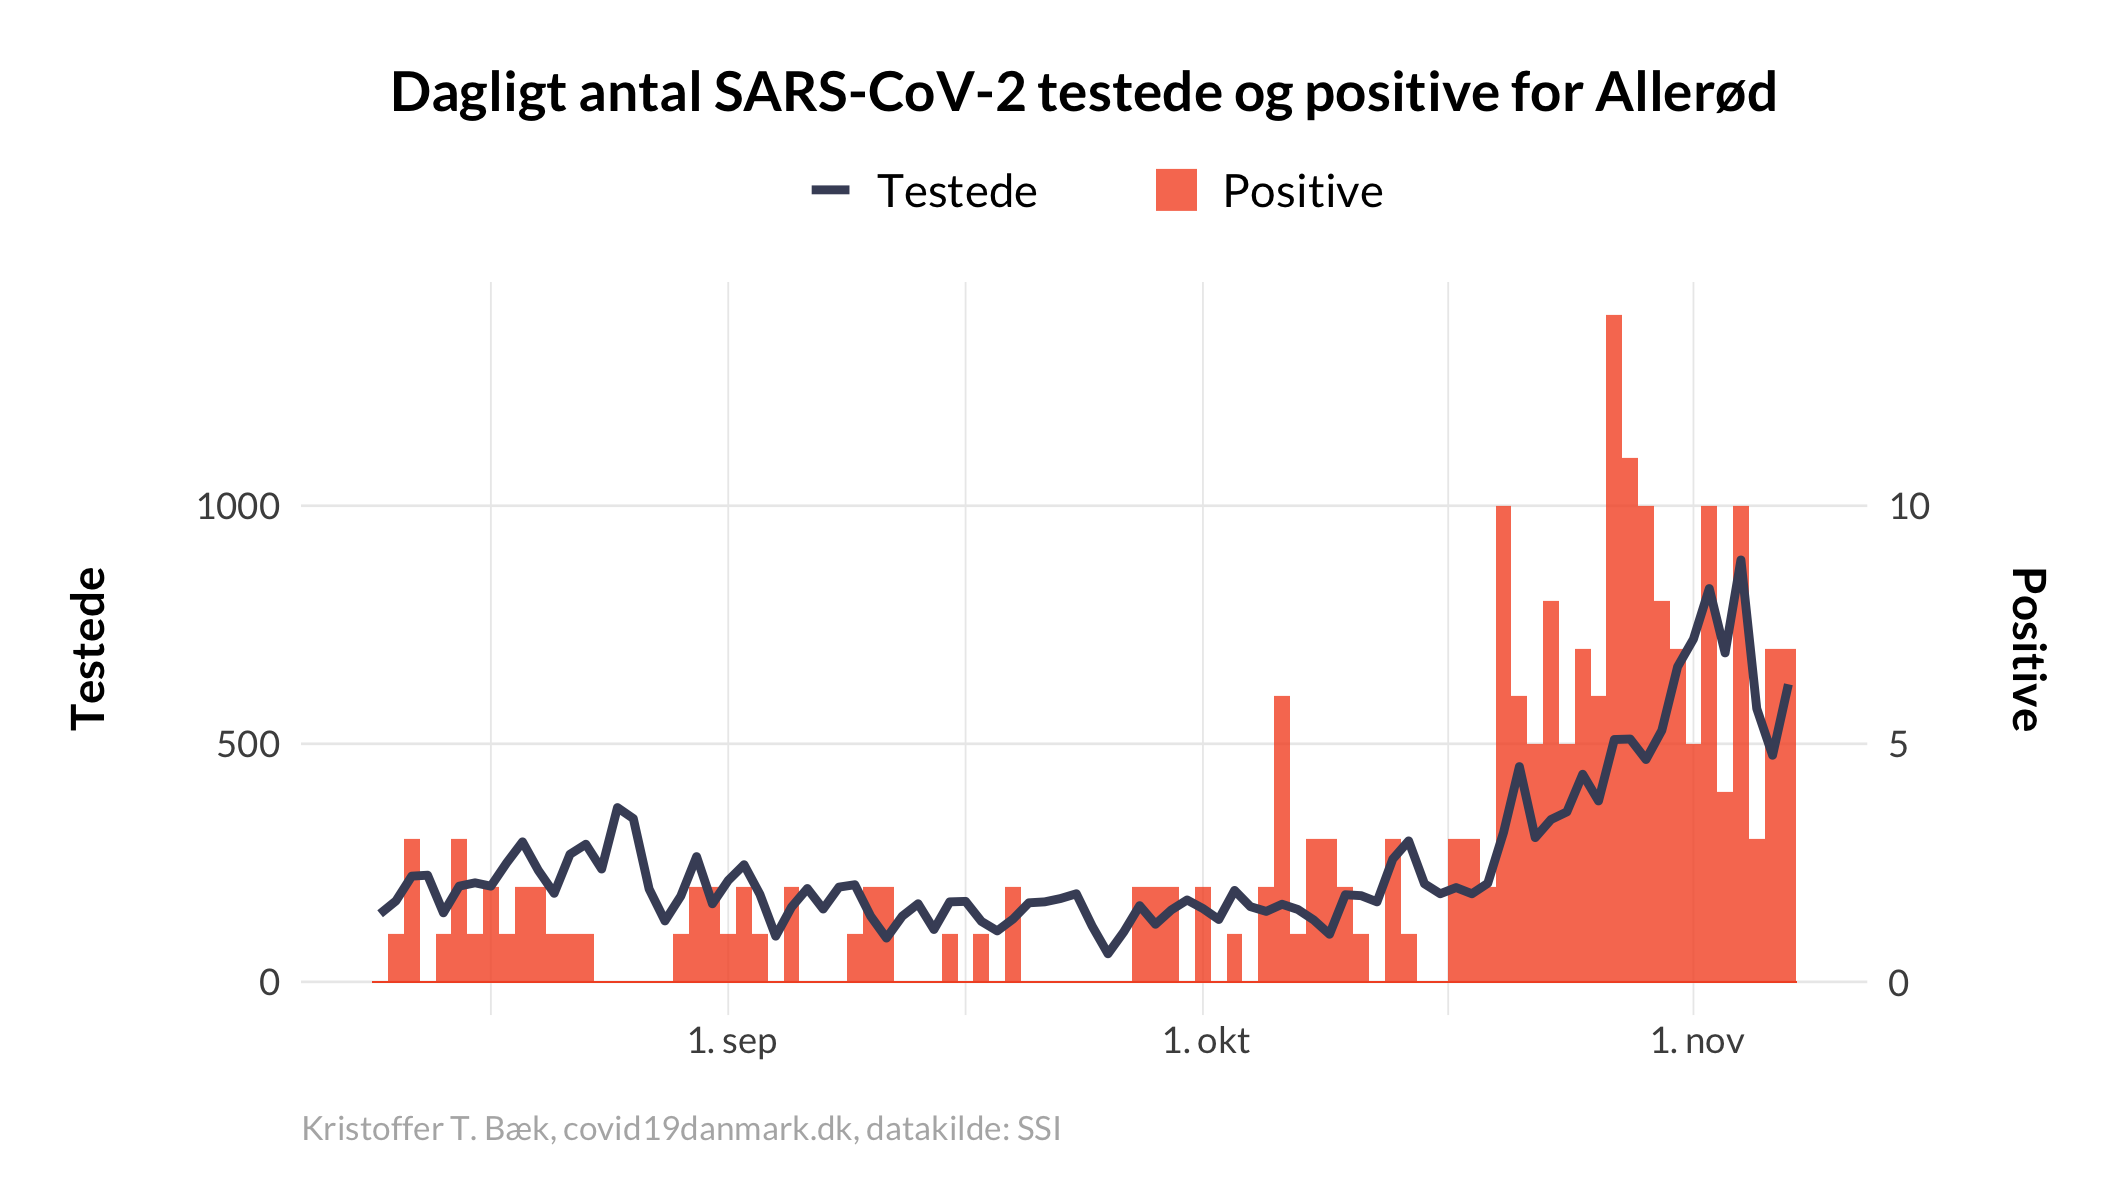 Dagligt antal SARS-CoV-2 testede og positive for Allerød
Testede
Positive
1000
500
0
Testede
10
5
0
Positive
1. sep
1. okt
1. nov
Kristoffer T. Bæk, covid19danmark.dk, datakilde: SSI